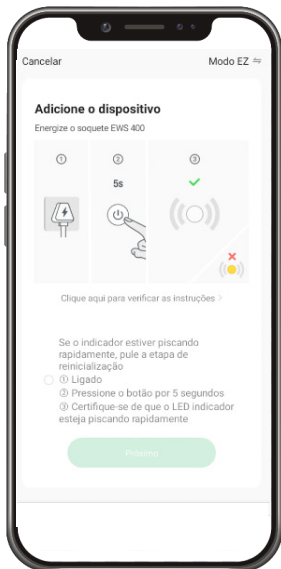 Cancelar Modo EZ ⇋
Adicione o dispositivo
Energize o soquete EWS 400
① ② ③
5s
Clique aqui para verificar as instruções >
Se o indicador estiver piscando
rapidamente, pule a etapa de
reinicialização
① Ligado
② Pressione o botão por 5 segundos
③ Certifique-se de que o LED indicador
esteja piscando rapidamente
Próximo